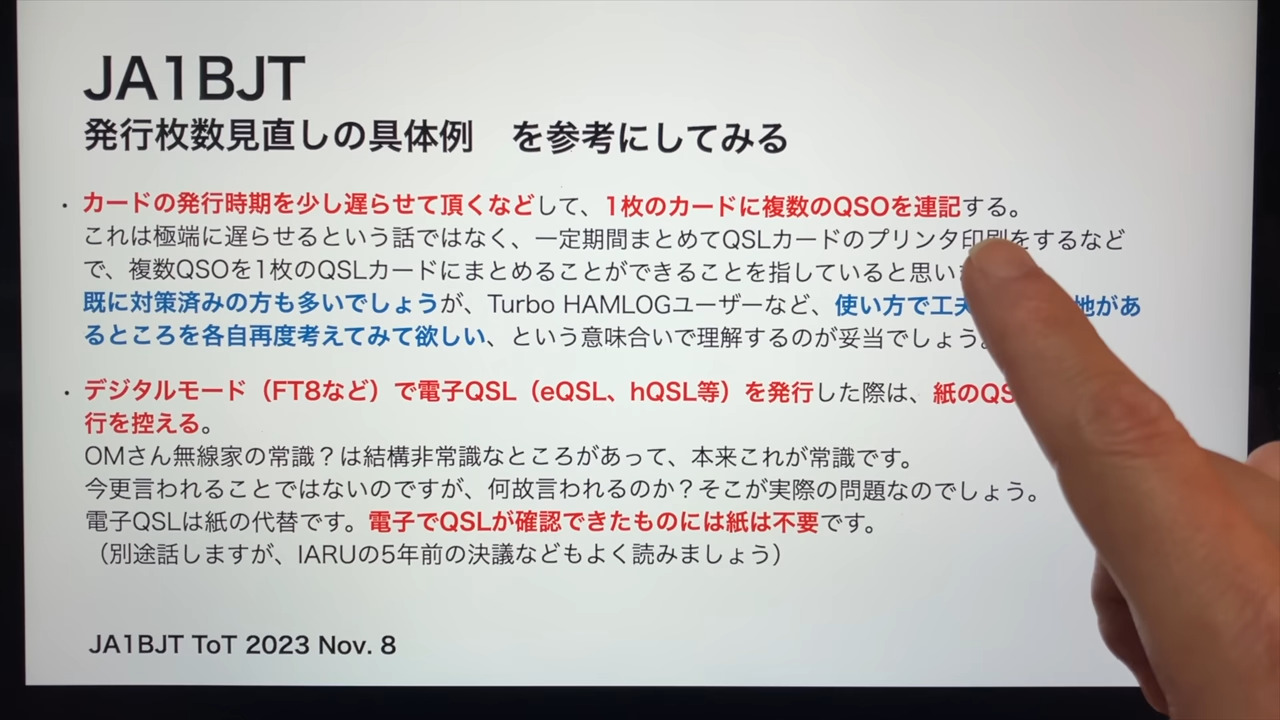 JA1BJT
発行枚数見直しの具体例　を参考にしてみる
・カードの発行時期を少し遅らせて頂くなどして、1枚のカードに複数のQSOを連記する。
これは極端に遅らせるという話ではなく、一定期間まとめてQSLカードのプリンタ印刷をするなど
で、複数QSOを1枚のQSLカードにまとめることができることを指していると思い
既に対策済みの方も多いでしょうが、Turbo HAMLOGユーザーなど、使い方で工夫 地があ
るところを各自再度考えてみて欲しい、という意味合いで理解するのが妥当でしょう。
・デジタルモード（FT8など）で電子QSL（eQSL、hQSL等）を発行した際は、紙のQS
行を控える。
OMさん無線家の常識？は結構非常識なところがあって、本来これが常識です。
今更言われることではないのですが、何故言われるのか？そこが実際の問題なのでしょう。
電子QSLは紙の代替です。電子でQSLが確認できたものには紙は不要です。
（別途話しますが、IARUの5年前の決議などもよく読みましょう）
JA1BJT ToT 2023 Nov. 8